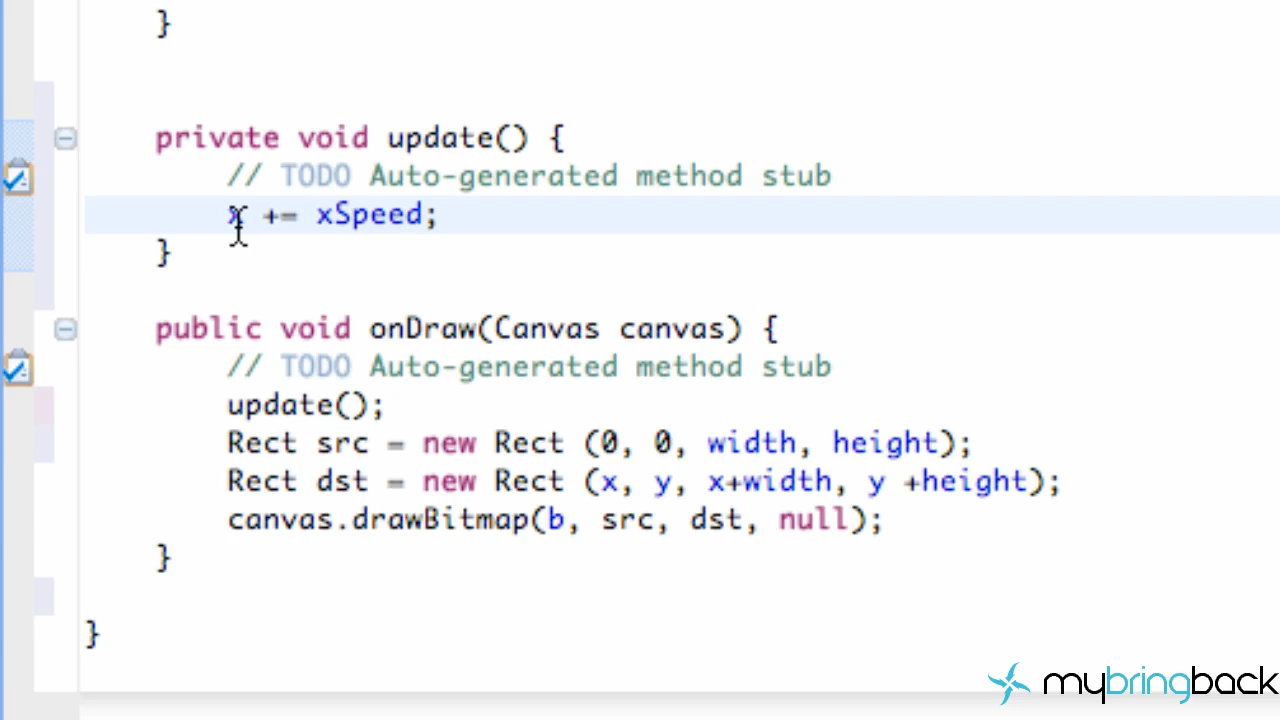 }
private void update() {
// TODO Auto-generated method stub
x += xSpeed;
}
public void onDraw(Canvas canvas) {
// TODO Auto-generated method stub
update();
Rect src = new Rect (0, 0, width, height);
Rect dst = new Rect (x, y, x+width, y +height);
canvas.drawBitmap(b, src, dst, null);
}
}
mybringback